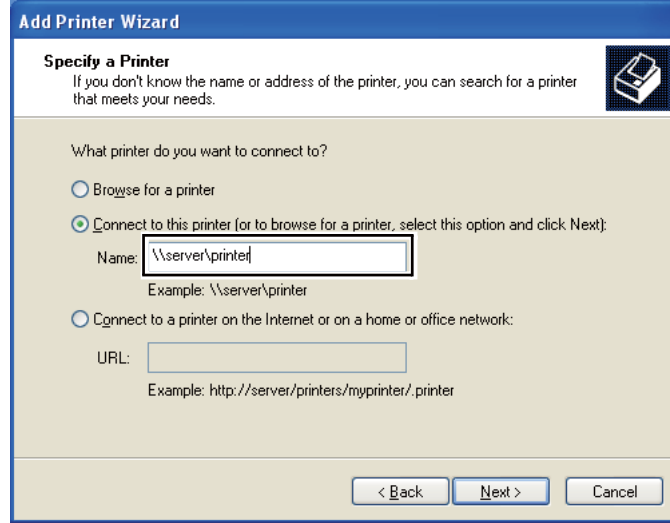 Add Printer Wizard
Specify a Printer
If you don't know the name or address of the printer, you can search for a printer
that meets your needs.
What printer do you want to connect to?
Browse for a printer
Connect to this printer (or to browse for a printer, select this option and click Next):
Name: \\server\printer
Example: \\server\printer
Connect to a printer on the Internet or on a home or office network:
URL:
Example: http://server/printers/myprinter/.printer
< Back Next > Cancel